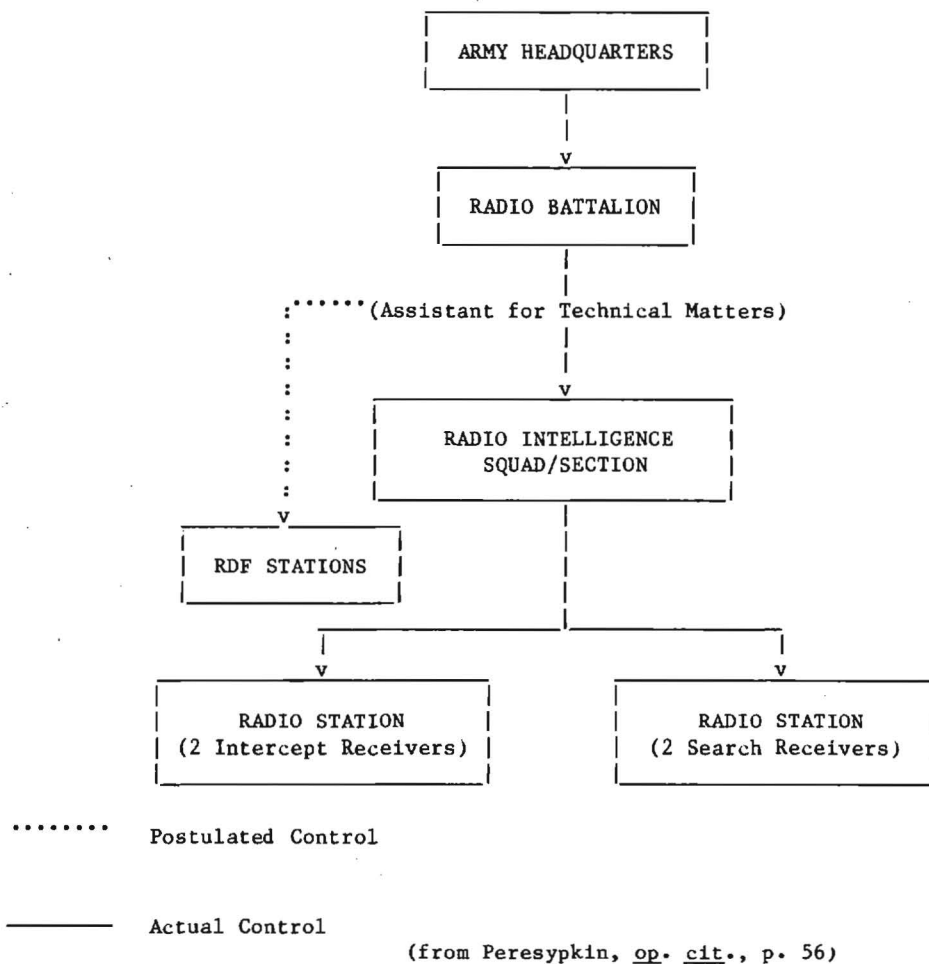 ARMY HEADQUARTERS
RADIO BATTALION
(Assistant for Technical Matters)
RADIO INTELLIGENCE
SQUAD/SECTION
RDF STATIONS
RADIO STATION
(2 Intercept Receivers)
RADIO STATION
(2 Search Receivers)
Postulated Control
Actual Control
(from Peresypkin, op. cit., p. 56)